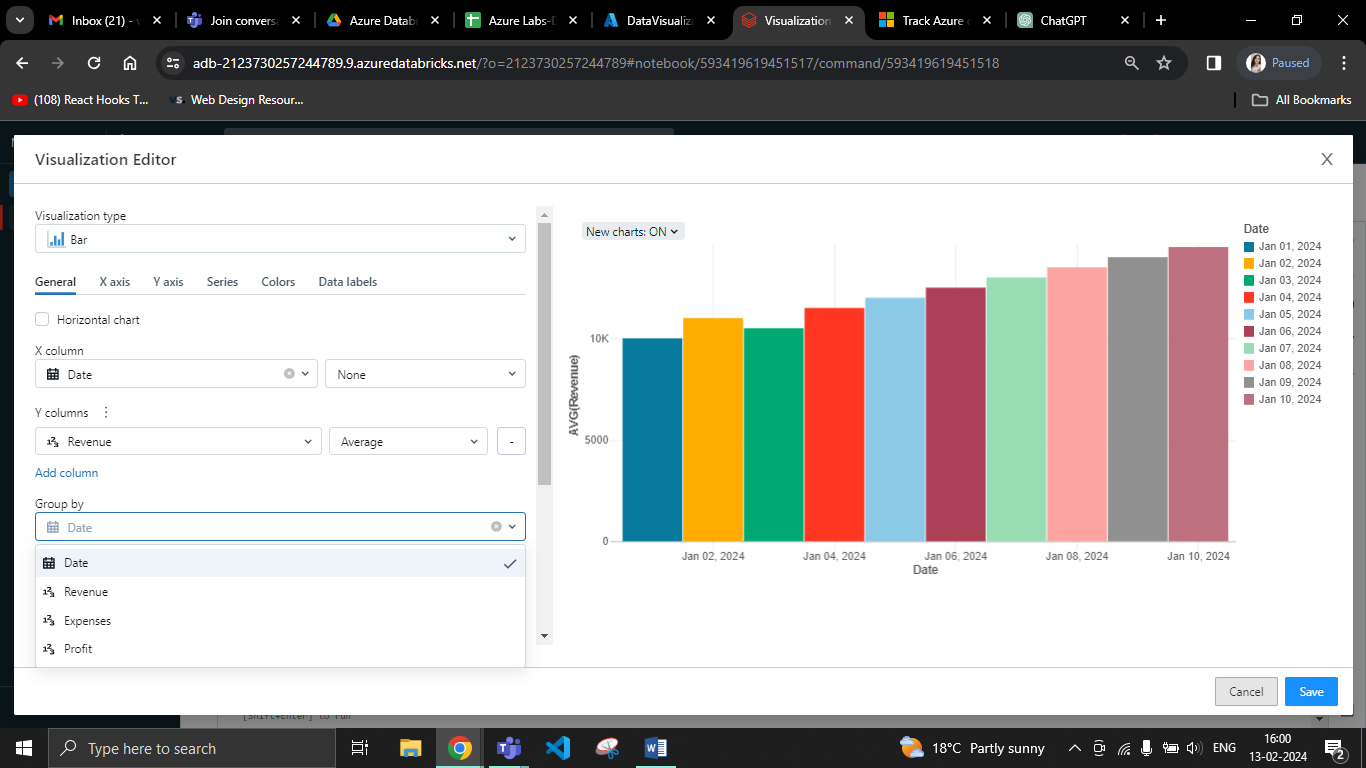 Inbox (21) -
Join convers
Azure Datab
Azure Labs-D
DataVisualiz
Visualization
Track Azure
ChatGPT
adb-2123730257244789.9.azuredatabricks.net/?o=2123730257244789#notebook/593419619451517/command/593419619451518
Paused
(108) React Hooks T...
VS Web Design Resour...
All Bookmarks
Visualization Editor
X
Visualization type
Bar
General X axis Y axis Series Colors Data labels
Horizontal chart
X column
Date
None
Y columns
Revenue
Average
-
Add column
Group by
Date
Date
Revenue
Expenses
Profit
New charts: ON
AVG(Revenue)
10K
5000
0
Jan 02, 2024 Jan 04, 2024 Jan 06, 2024 Jan 08, 2024 Jan 10, 2024
Date
Date
Jan 01, 2024
Jan 02, 2024
Jan 03, 2024
Jan 04, 2024
Jan 05, 2024
Jan 06, 2024
Jan 07, 2024
Jan 08, 2024
Jan 09, 2024
Jan 10, 2024
Cancel
Save
[Shift+Enter] to run
Type here to search
18°C Partly sunny
ENG
16:00
13-02-2024
2